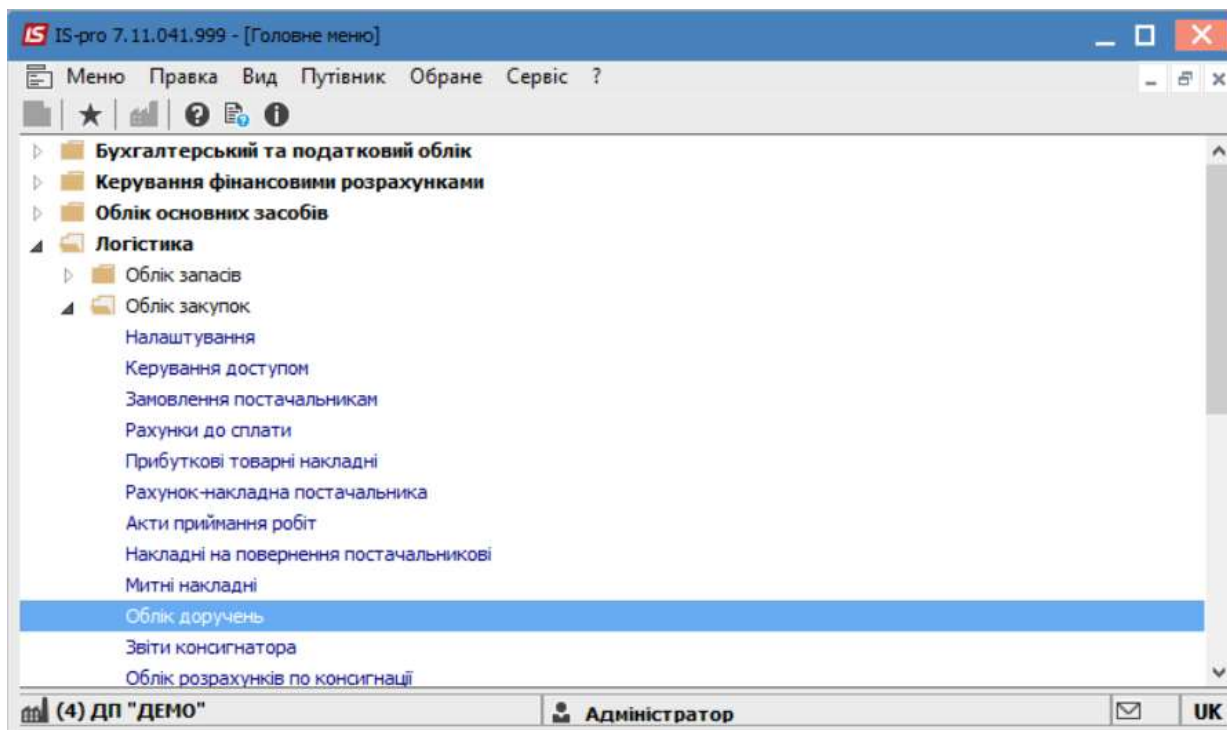 IS IS-pro 7.11.041.999 - [Головне меню]
Меню Правка Вид Путівник Обране Сервіс ?
Бухгалтерський та податковий облік
Керування фінансовими розрахунками
Облік основних засобів
Логістика
Облік запасів
Облік закупок
Налаштування
Керування доступом
Замовлення постачальникам
Рахунки до сплати
Прибуткові товарні накладні
Рахунок-накладна постачальника
Акти приймання робіт
Накладні на повернення постачальникові
Митні накладні
Облік доручень
Звіти консигнатора
Облік розрахунків по консигнації
(4) ДП "ДЕМО" Адміністратор UK